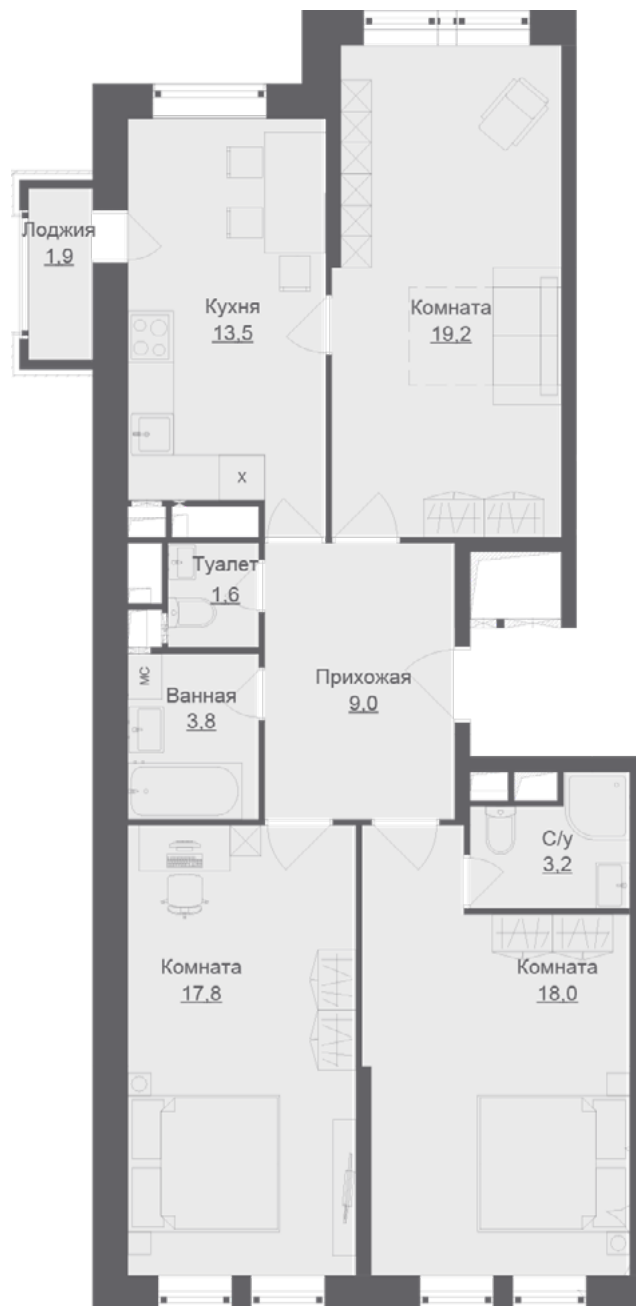 Лоджия
1,9
Кухня
13,5
Комната
19,2
х
Туалет
1,6
мс
Ванная
3,8
Прихожая
9,0
С/у
3,2
Комната
17,8
Комната
18,0